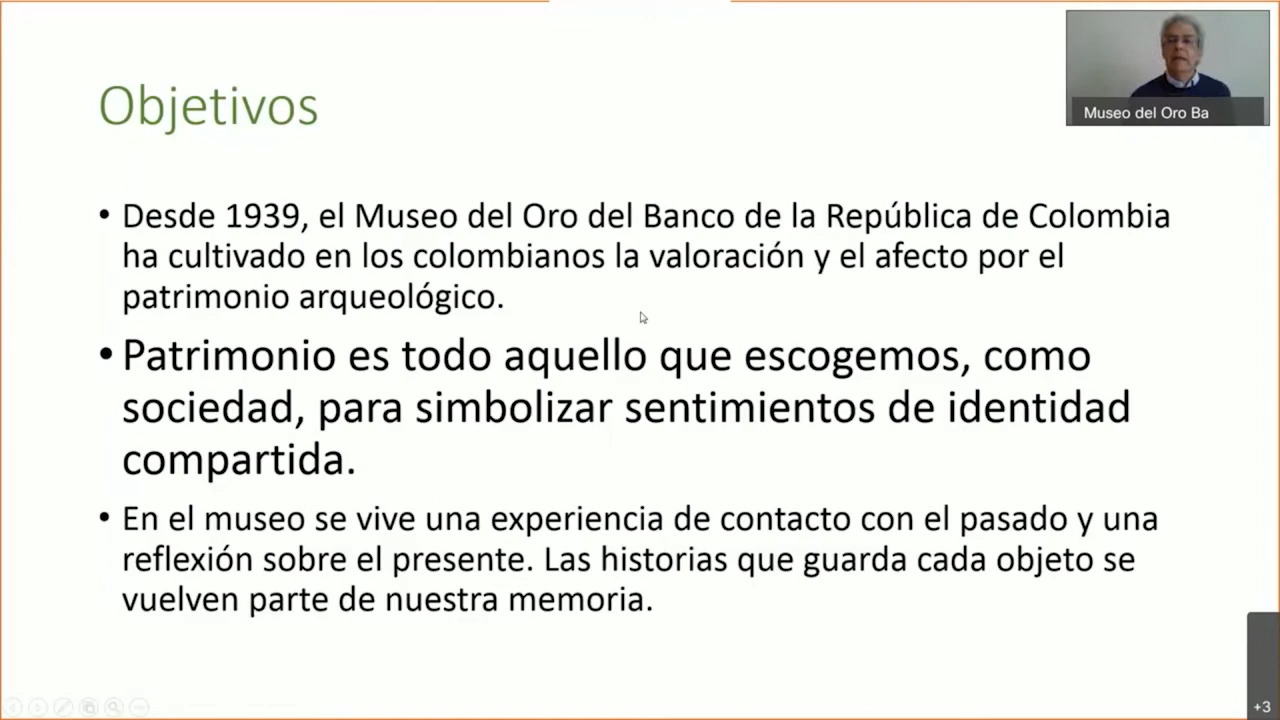 Objetivos
Museo del Oro Ba
• Desde 1939, el Museo del Oro del Banco de la República de Colombia
ha cultivado en los colombianos la valoración y el afecto por el
patrimonio arqueológico.
• Patrimonio es todo aquello que escogemos, como
sociedad, para simbolizar sentimientos de identidad
compartida.
• En el museo se vive una experiencia de contacto con el pasado y una
reflexión sobre el presente. Las historias que guarda cada objeto se
vuelven parte de nuestra memoria.
+3